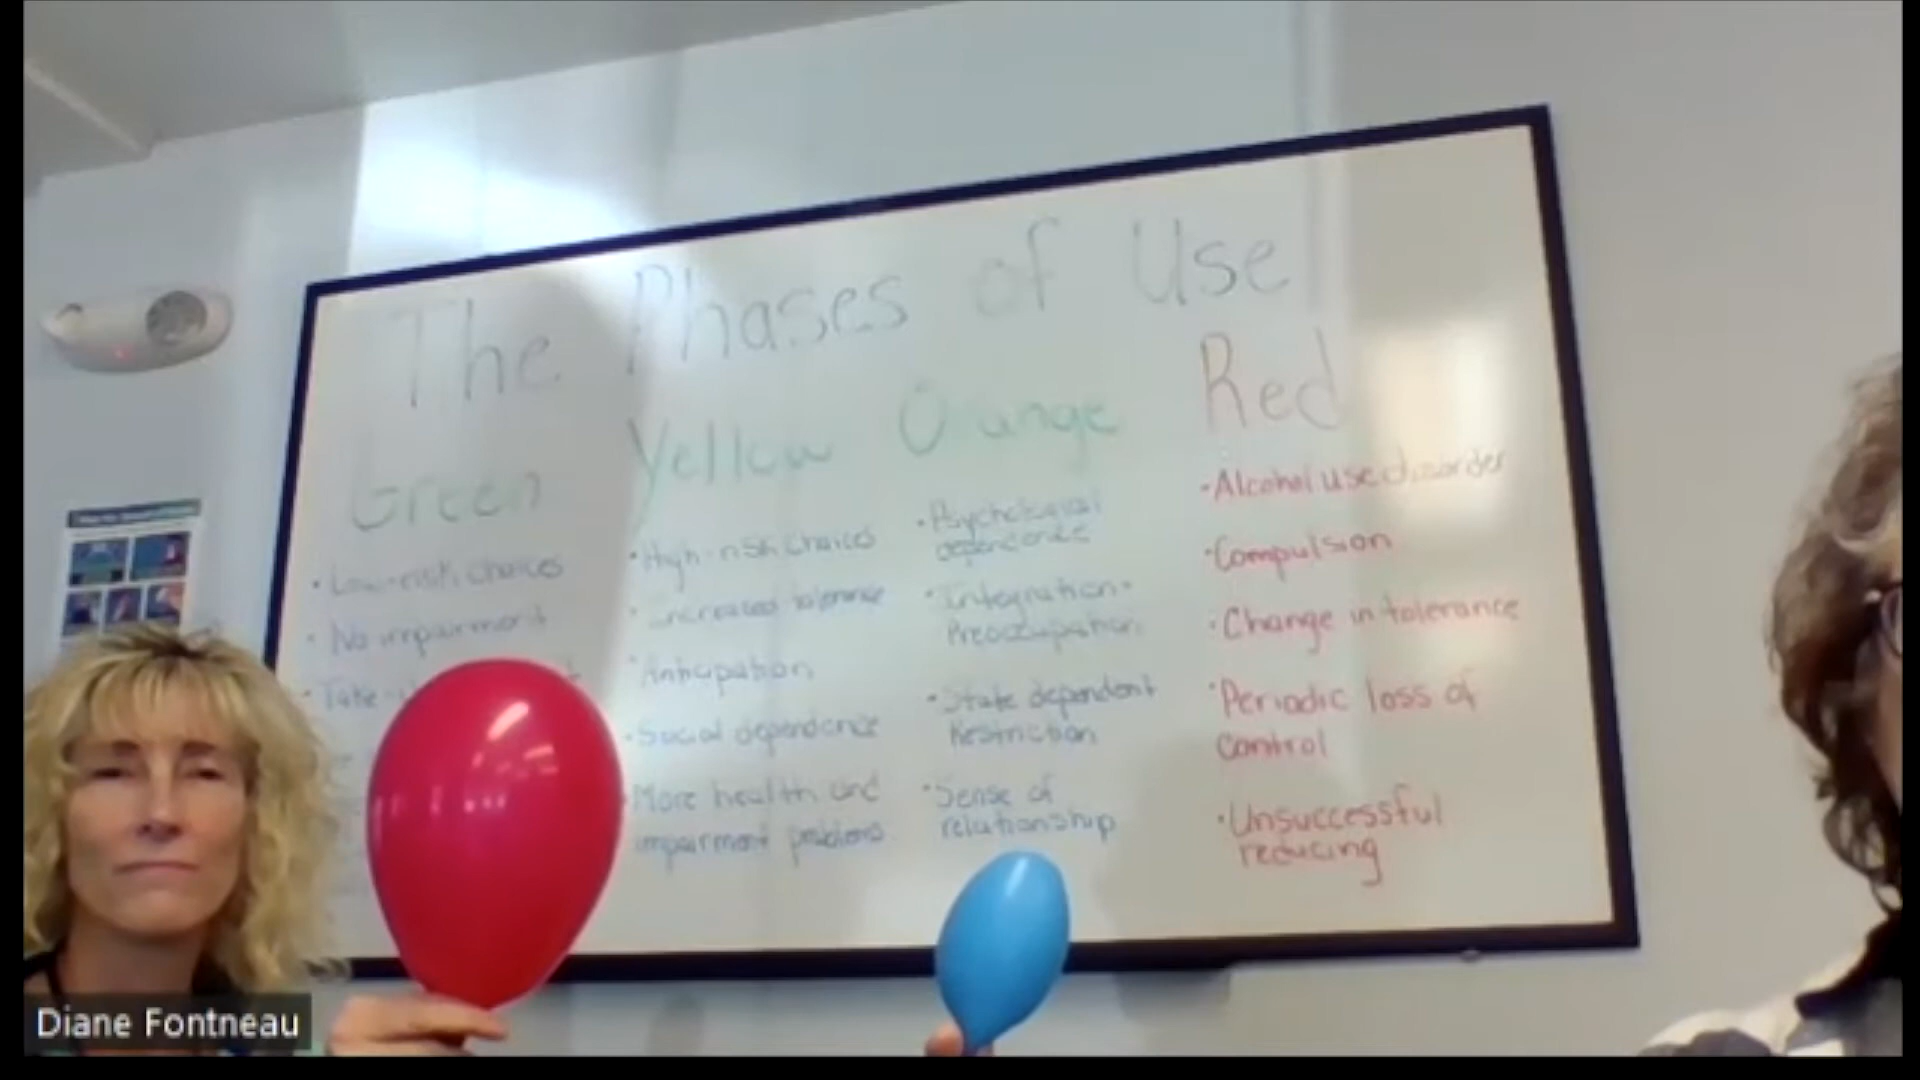 The Phases of Use
Green
Yellow
Orange
Red
• Low-risk choices
• No impairment
• Take
• High-risk choices
• increased tolerance
• Anticipation
• Social dependence
• More health and
impairment problems
• Psychological
dependence
• Integration-
Preoccupation
• State dependent
Restriction
• Sense of
relationship
• Alcohol use disorder
• Compulsion
• Change in tolerance
• Periodic loss of
control
• Unsuccessful
reducing
Diane Fontneau